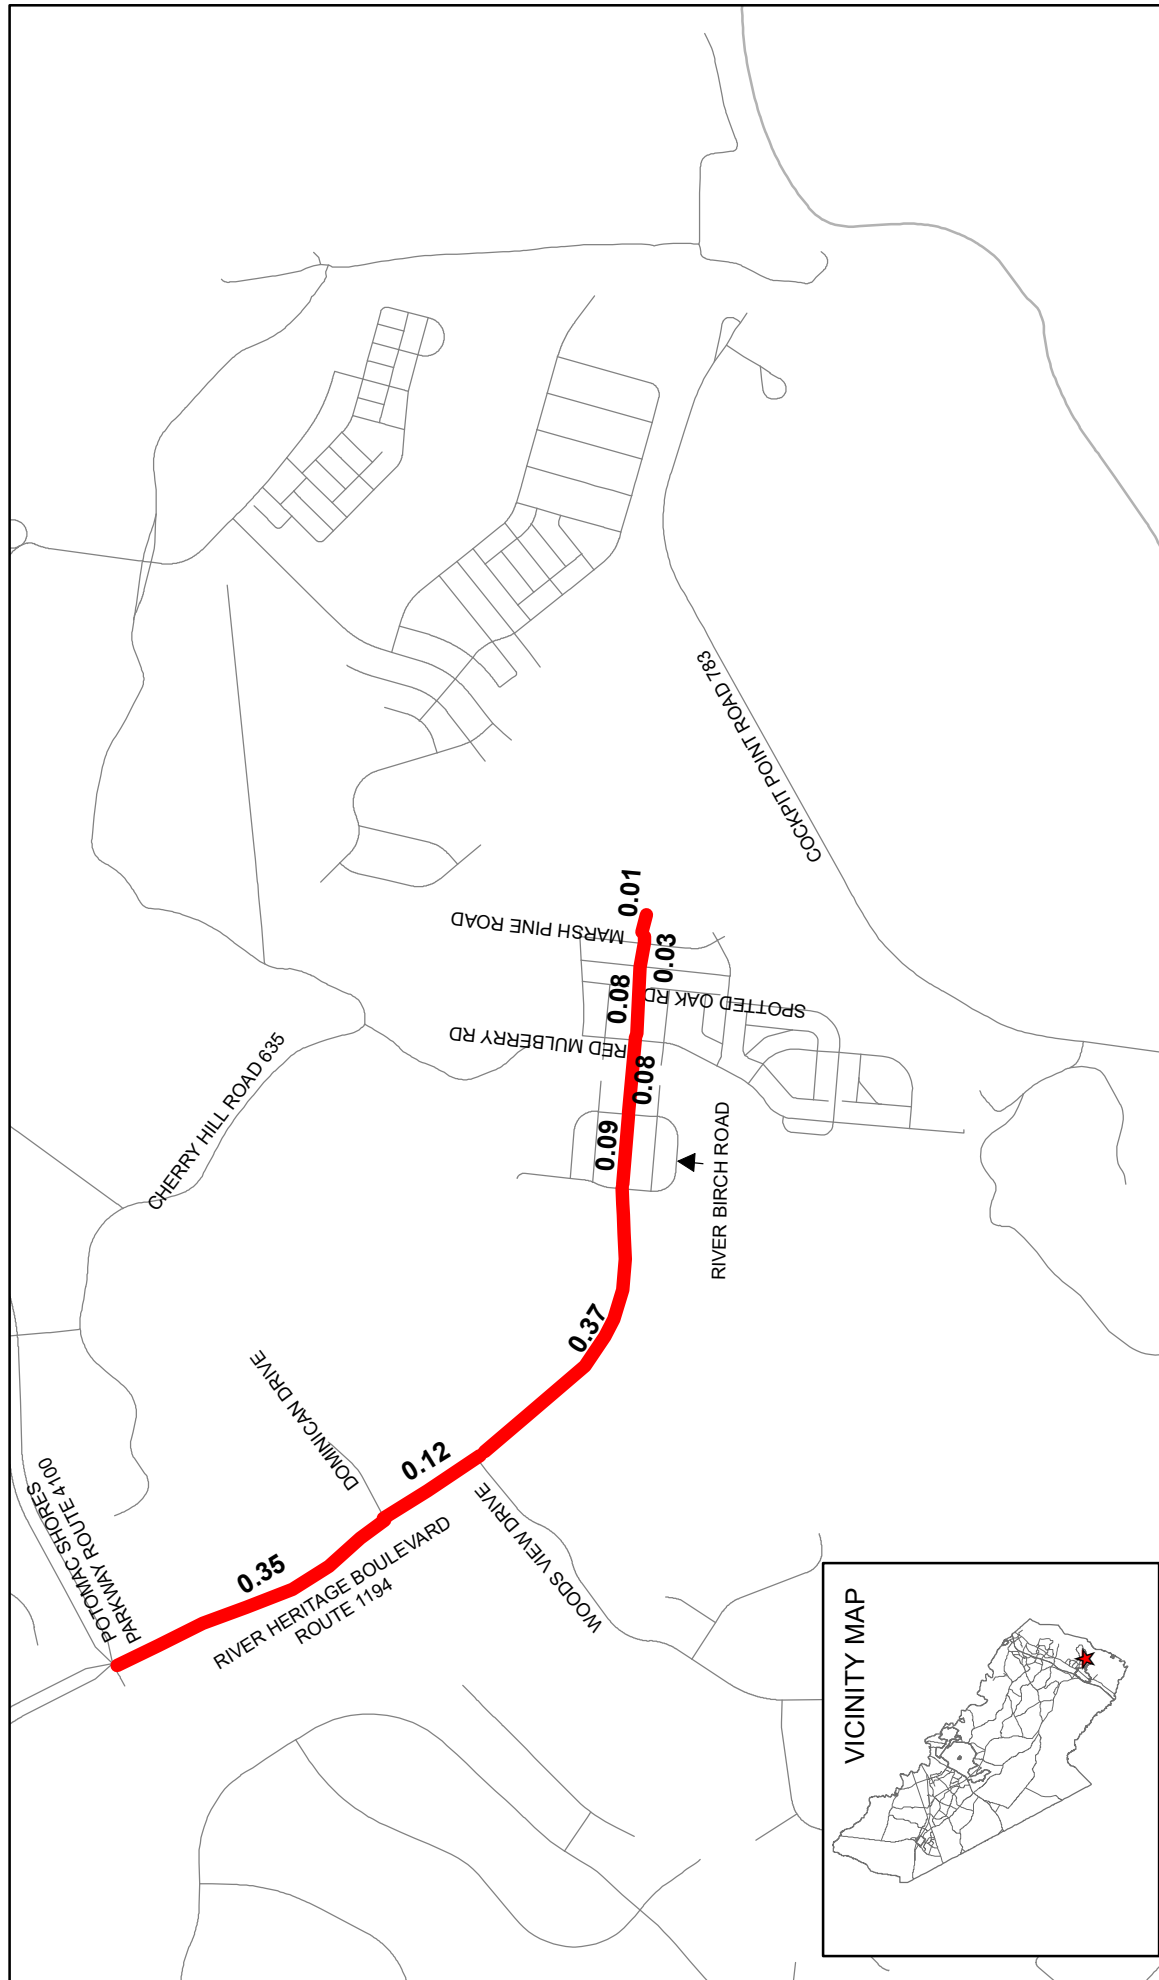 POTOMAC SHORES
PARKWAY ROUTE 4100
0.35
RIVER HERITAGE BOULEVARD
ROUTE 1194
DOMINICAN DRIVE
0.12
WOODS VIEW DRIVE
0.37
CHERRY HILL ROAD 635
RIVER BIRCH ROAD
0.09
0.08
RED MULBERRY RD
0.08
SPOTTED OAK RD
0.03
MARSH PINE ROAD
0.01
COCKPIT POINT ROAD 783
VICINITY MAP